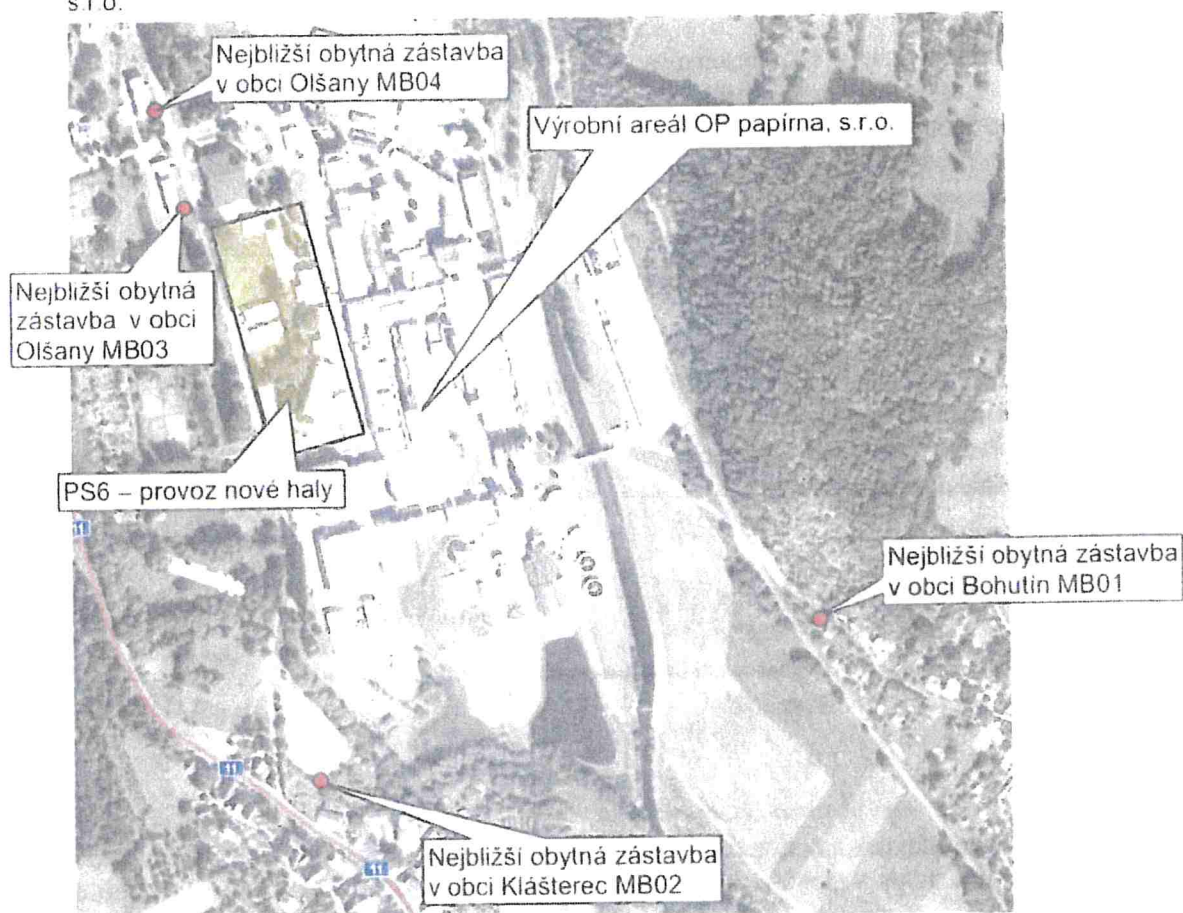 s.r.o.
Nejbližší obytná zástavba
v obci Olšany MB04
Výrobní areál OP papírna, s.r.o.
Nejbližší obytná
zástavba v obci
Olšany MB03
PS6 – provoz nové haly
11
Nejbližší obytná zástavba
v obci Bohutín MB01
11
11
Nejbližší obytná zástavba
v obci Klášterec MB02